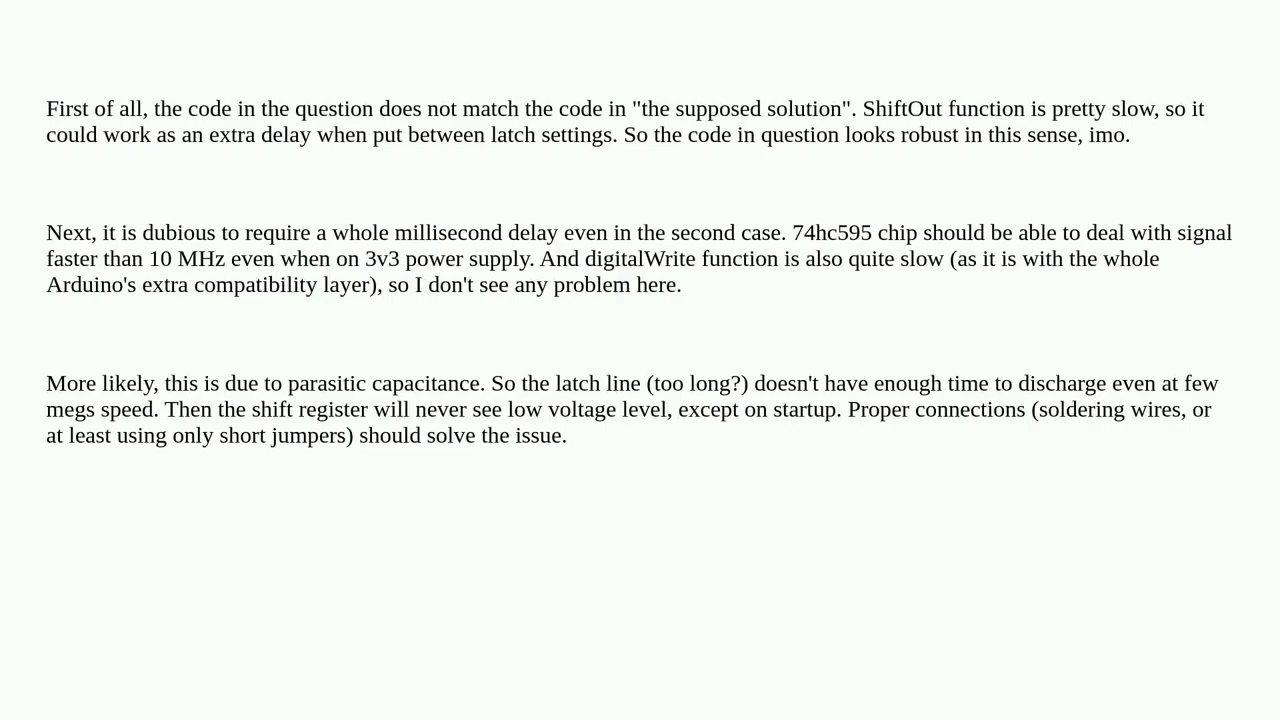 First of all, the code in the question does not match the code in "the supposed solution". ShiftOut function is pretty slow, so it
could work as an extra delay when put between latch settings. So the code in question looks robust in this sense, imo.
Next, it is dubious to require a whole millisecond delay even in the second case. 74hc595 chip should be able to deal with signal
faster than 10 MHz even when on 3v3 power supply. And digitalWrite function is also quite slow (as it is with the whole
Arduino's extra compatibility layer), so I don't see any problem here.
More likely, this is due to parasitic capacitance. So the latch line (too long?) doesn't have enough time to discharge even at few
megs speed. Then the shift register will never see low voltage level, except on startup. Proper connections (soldering wires, or
at least using only short jumpers) should solve the issue.